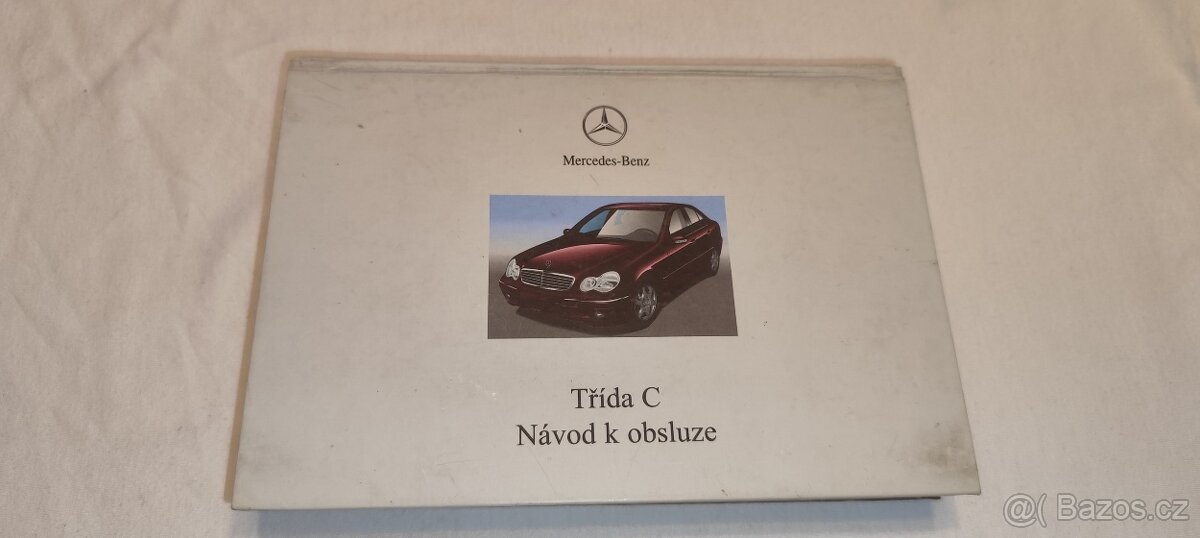 Mercedes-Benz
Třída C
Návod k obsluze
@( Bazos.cz